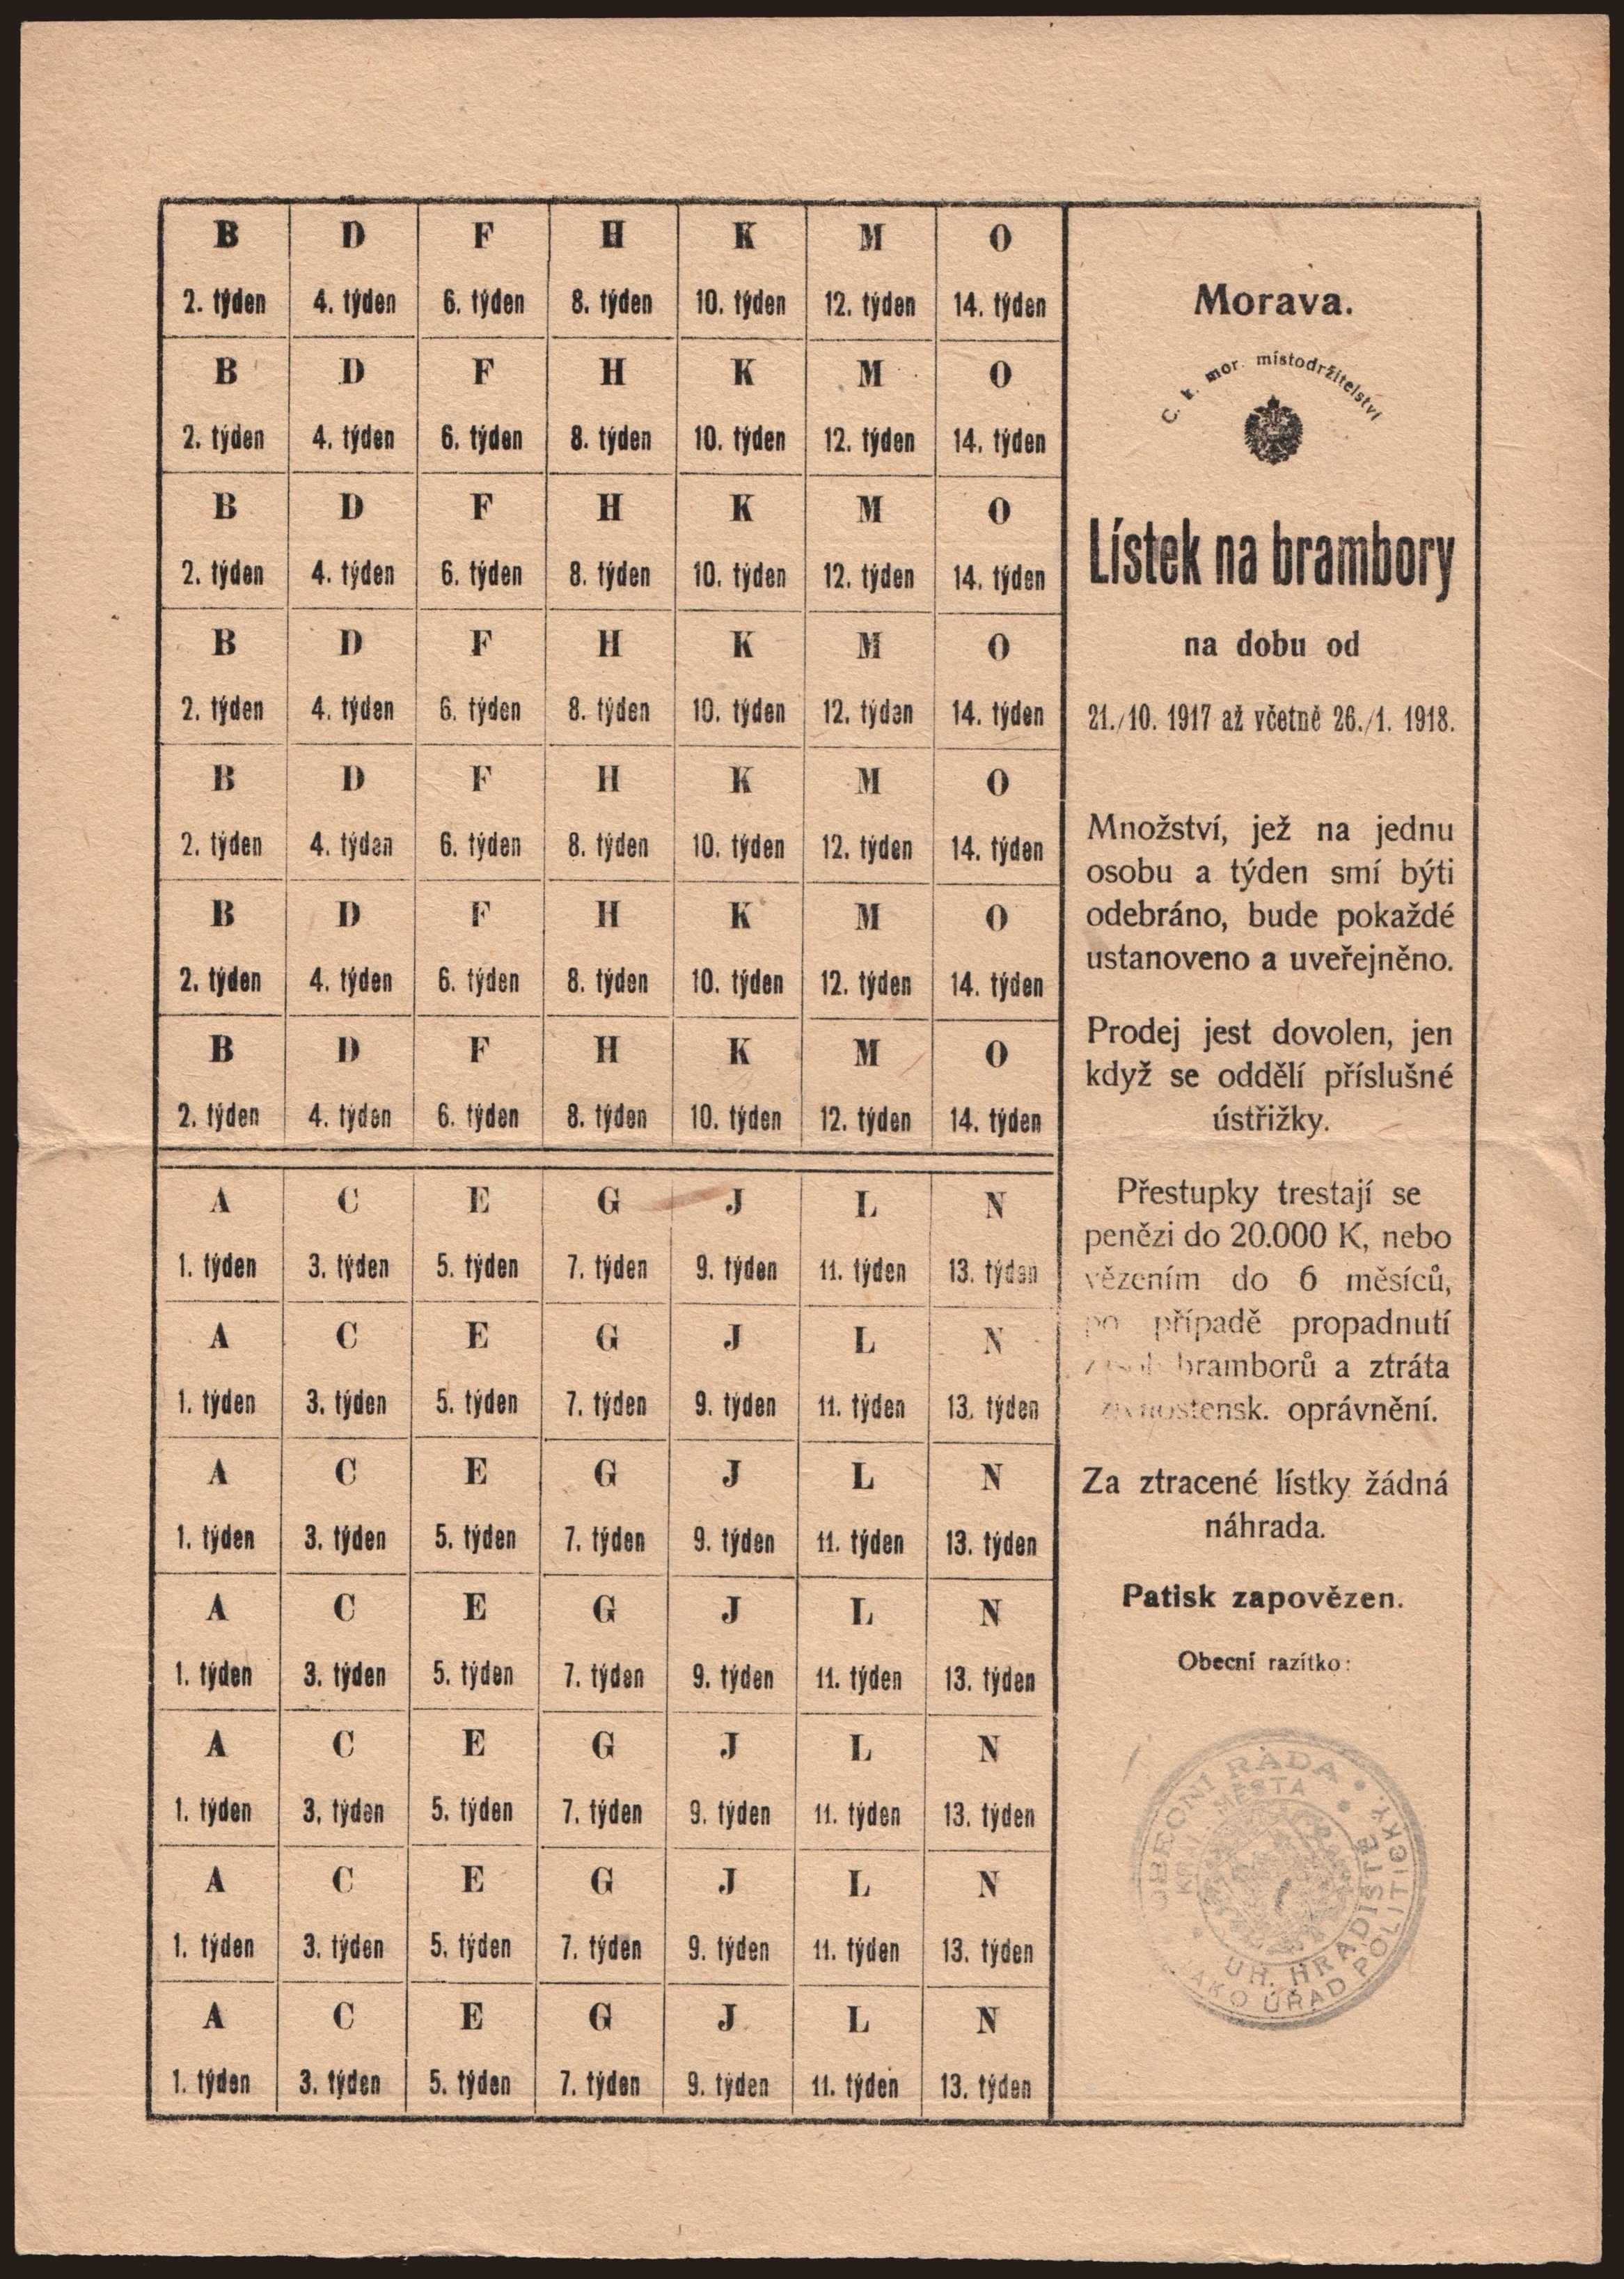 B D F H K M O
2. týden 4. týden 6. týden 8. týden 10. týden 12. týden 14. týden
B D F H K M O
2. týden 4. týden 6. týden 8. týden 10. týden 12. týden 14. týden
B D F H K M O
2. týden 4. týden 6. týden 8. týden 10. týden 12. týden 14. týden
B D F H K M O
2. týden 4. týden 6. týden 8. týden 10. týden 12. týden 14. týden
B D F H K M O
2. týden 4. týden 6. týden 8. týden 10. týden 12. týden 14. týden
B D F H K M O
2. týden 4. týden 6. týden 8. týden 10. týden 12. týden 14. týden
B D F H K M O
2. týden 4. týden 6. týden 8. týden 10. týden 12. týden 14. týden
A C E G J L N
1. týden 3. týden 5. týden 7. týden 9. týden 11. týden 13. týden
A C E G J L N
1. týden 3. týden 5. týden 7. týden 9. týden 11. týden 13. týden
A C E G J L N
1. týden 3. týden 5. týden 7. týden 9. týden 11. týden 13. týden
A C E G J L N
1. týden 3. týden 5. týden 7. týden 9. týden 11. týden 13. týden
A C E G J L N
1. týden 3. týden 5. týden 7. týden 9. týden 11. týden 13. týden
A C E G J L N
1. týden 3. týden 5. týden 7. týden 9. týden 11. týden 13. týden
A C E G J L N
1. týden 3. týden 5. týden 7. týden 9. týden 11. týden 13. týden
Morava.
C. k. mor. místodržitelství
Lístek na brambory
na dobu od
21./10. 1917 až včetně 26./1. 1918.
Množství, jež na jednu
osobu a týden smí býti
odebráno, bude pokaždé
ustanoveno a uveřejněno.
Prodej jest dovolen, jen
když se oddělí příslušné
ústřižky.
Přestupky trestají se
penězi do 20.000 K, nebo
vězením do 6 měsíců,
po případě propadnutí
bramborů a ztráta
živnostensk. oprávnění.
Za ztracené lístky žádná
náhrada.
Patisk zapovězen.
Obecní razítko:
OBECNÍ RADA
JAKO ÚŘAD POLITICKÝ
MĚSTA
UH. HRADIŠTĚ